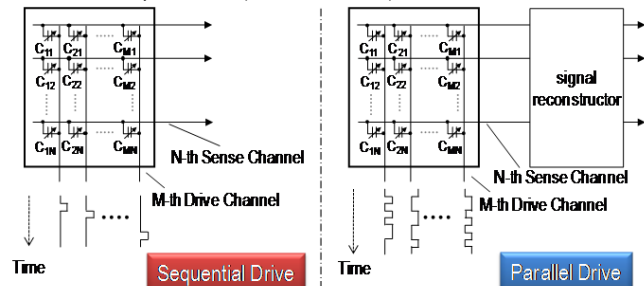 C11 C21 ..... CM1
C12 C22 ..... CM2
C1N C2N ..... CMN
N-th Sense Channel
M-th Drive Channel
Time
Sequential Drive
C11 C21 ..... CM1
C12 C22 ..... CM2
C1N C2N ..... CMN
signal
reconstructor
N-th Sense Channel
M-th Drive Channel
Time
Parallel Drive